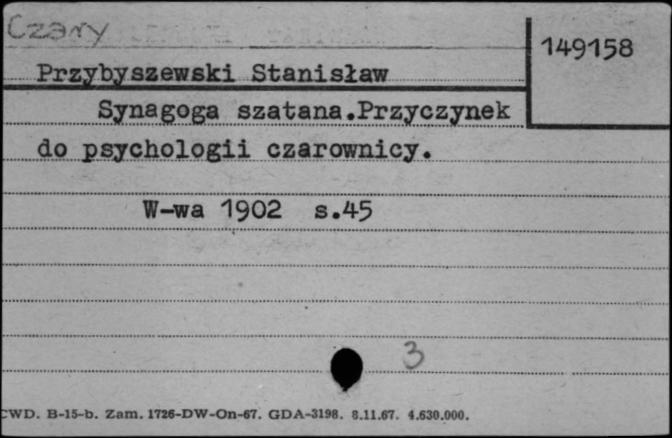 Czary
149158
Przybyszewski Stanisław
Synagoga szatana.Przyczynek
do psychologii czarownicy.
W-wa 1902 s.45
3
CWD. B-15-b. Zam. 1726-DW-On-67. GDA-3198. 8.11.67. 4.630.000.